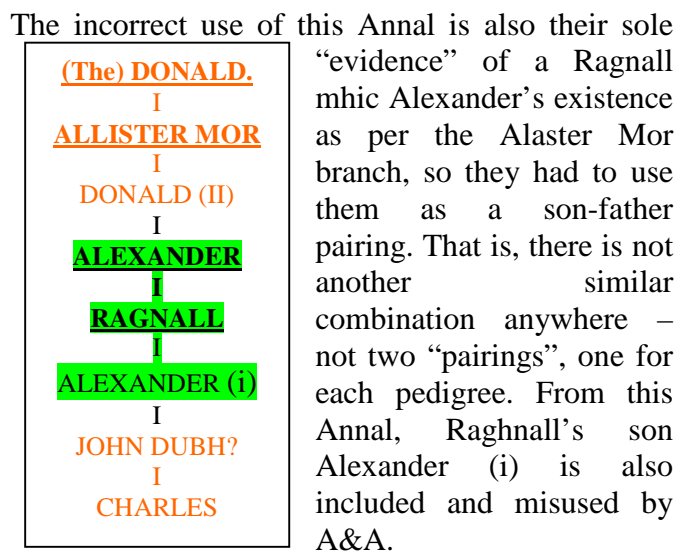 The incorrect use of this Annal is also their sole
(The) DONALD.
I
ALLISTER MOR
I
DONALD (II)
I
ALEXANDER
I
RAGNALL
I
ALEXANDER (i)
I
JOHN DUBH?
I
CHARLES
“evidence” of a Ragnall
mhic Alexander’s existence
as per the Alaster Mor
branch, so they had to use
them as a son-father
pairing. That is, there is not
another similar
combination anywhere –
not two “pairings”, one for
each pedigree. From this
Annal, Raghnall’s son
Alexander (i) is also
included and misused by
A&A.